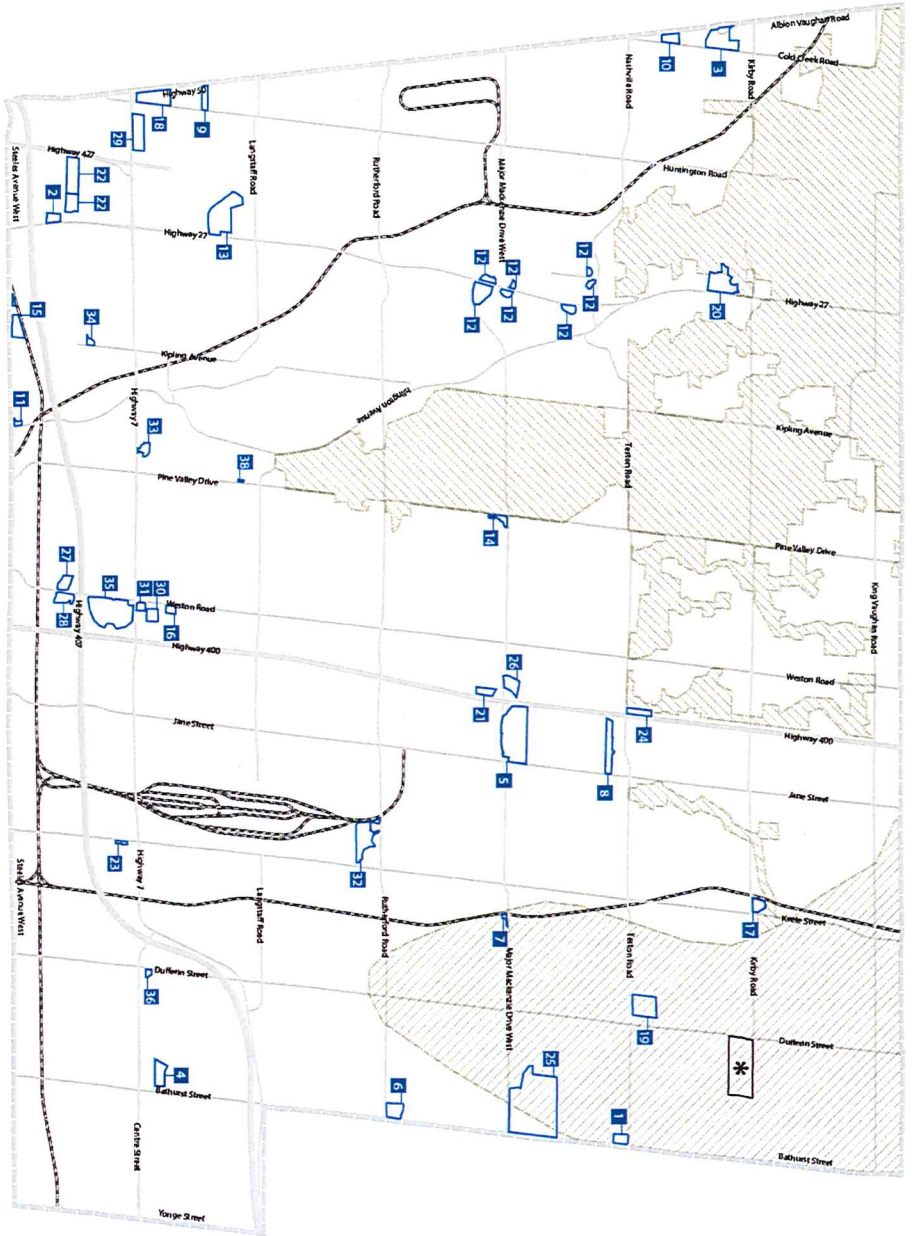 Albion Vaughan Road
Cold Creek Road
Kirby Road
3
10
Nashville Road
Huntington Road
Highway 50
9
18
29
Langstaff Road
Rutherford Road
Major Mackenzie Drive West
Highway 427
22
22
2
Steeles Avenue West
13
Highway 27
12
12
12
12
12
12
20
Highway 27
15
34
Kipling Avenue
Islington Avenue
11
Highway 7
33
38
Pine Valley Drive
Teston Road
Kipling Avenue
14
Pine Valley Drive
King Vaughan Road
27
28
Highway 407
35
31
30
16
Weston Road
Highway 400
26
21
Weston Road
24
Highway 400
Jane Street
5
8
Jane Street
23
Highway 7
32
Steeles Avenue West
Langstaff Road
Rutherford Road
7
Major Mackenzie Drive West
17
Keele Street
Teston Road
Kirby Road
Dufferin Street
36
19
Dufferin Street
*
25
4
Bathurst Street
6
1
Bathurst Street
Centre Street
Yonge Street